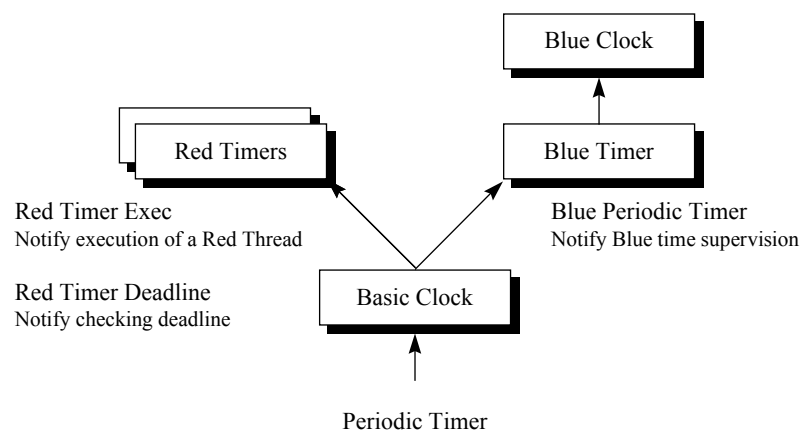 Blue Clock
Red Timers
Blue Timer
Red Timer Exec
Notify execution of a Red Thread
Blue Periodic Timer
Notify Blue time supervision
Red Timer Deadline
Notify checking deadline
Basic Clock
Periodic Timer